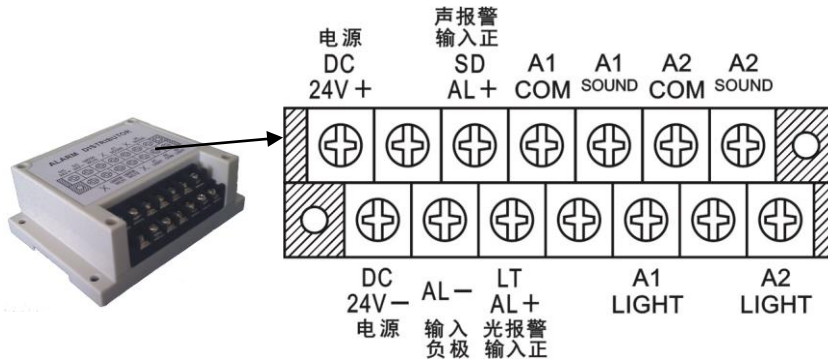 声报警
电源 输入正
DC SD A1 A1 A2 A2
24V+ AL+ COM SOUND COM SOUND
ALARM DISTRIBUTOR
DC LT A1 A2
24V- AL- AL+ LIGHT LIGHT
电源 输入 光报警
负极 输入正